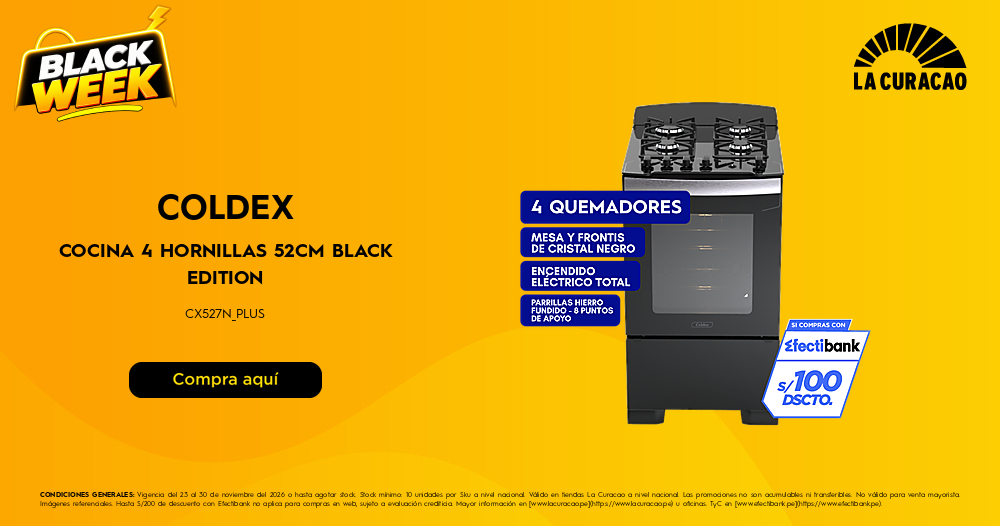 BLACK
WEEK
LA CURACAO
COLDEX
COCINA 4 HORNILLAS 52CM BLACK
EDITION
CX527N_PLUS
Compra aquí
4 QUEMADORES
MESA Y FRONTIS
DE CRISTAL NEGRO
ENCENDIDO
ELÉCTRICO TOTAL
PARRILLAS HIERRO
FUNDIDO - 8 PUNTOS
DE APOYO
SI COMPRAS CON
Efectibank
S/100
DSCTO.
CONDICIONES GENERALES: Vigencia del 23 al 30 de noviembre del 2026 o hasta agotar stock. Stock mínimo: 10 unidades por Sku a nivel nacional. Válido en tiendas La Curacao a nivel nacional. Las promociones no son acumulables ni transferibles. No válido para venta mayorista.
Imágenes referenciales. Hasta S/200 de descuento con Efectibank no aplica para compras en web, sujeto a evaluación crediticia. Mayor información en [www.lacuracao.pe](https://www.lacuracao.pe) u oficinas. TyC en [www.efectibank.pe](https://www.efectibank.pe).